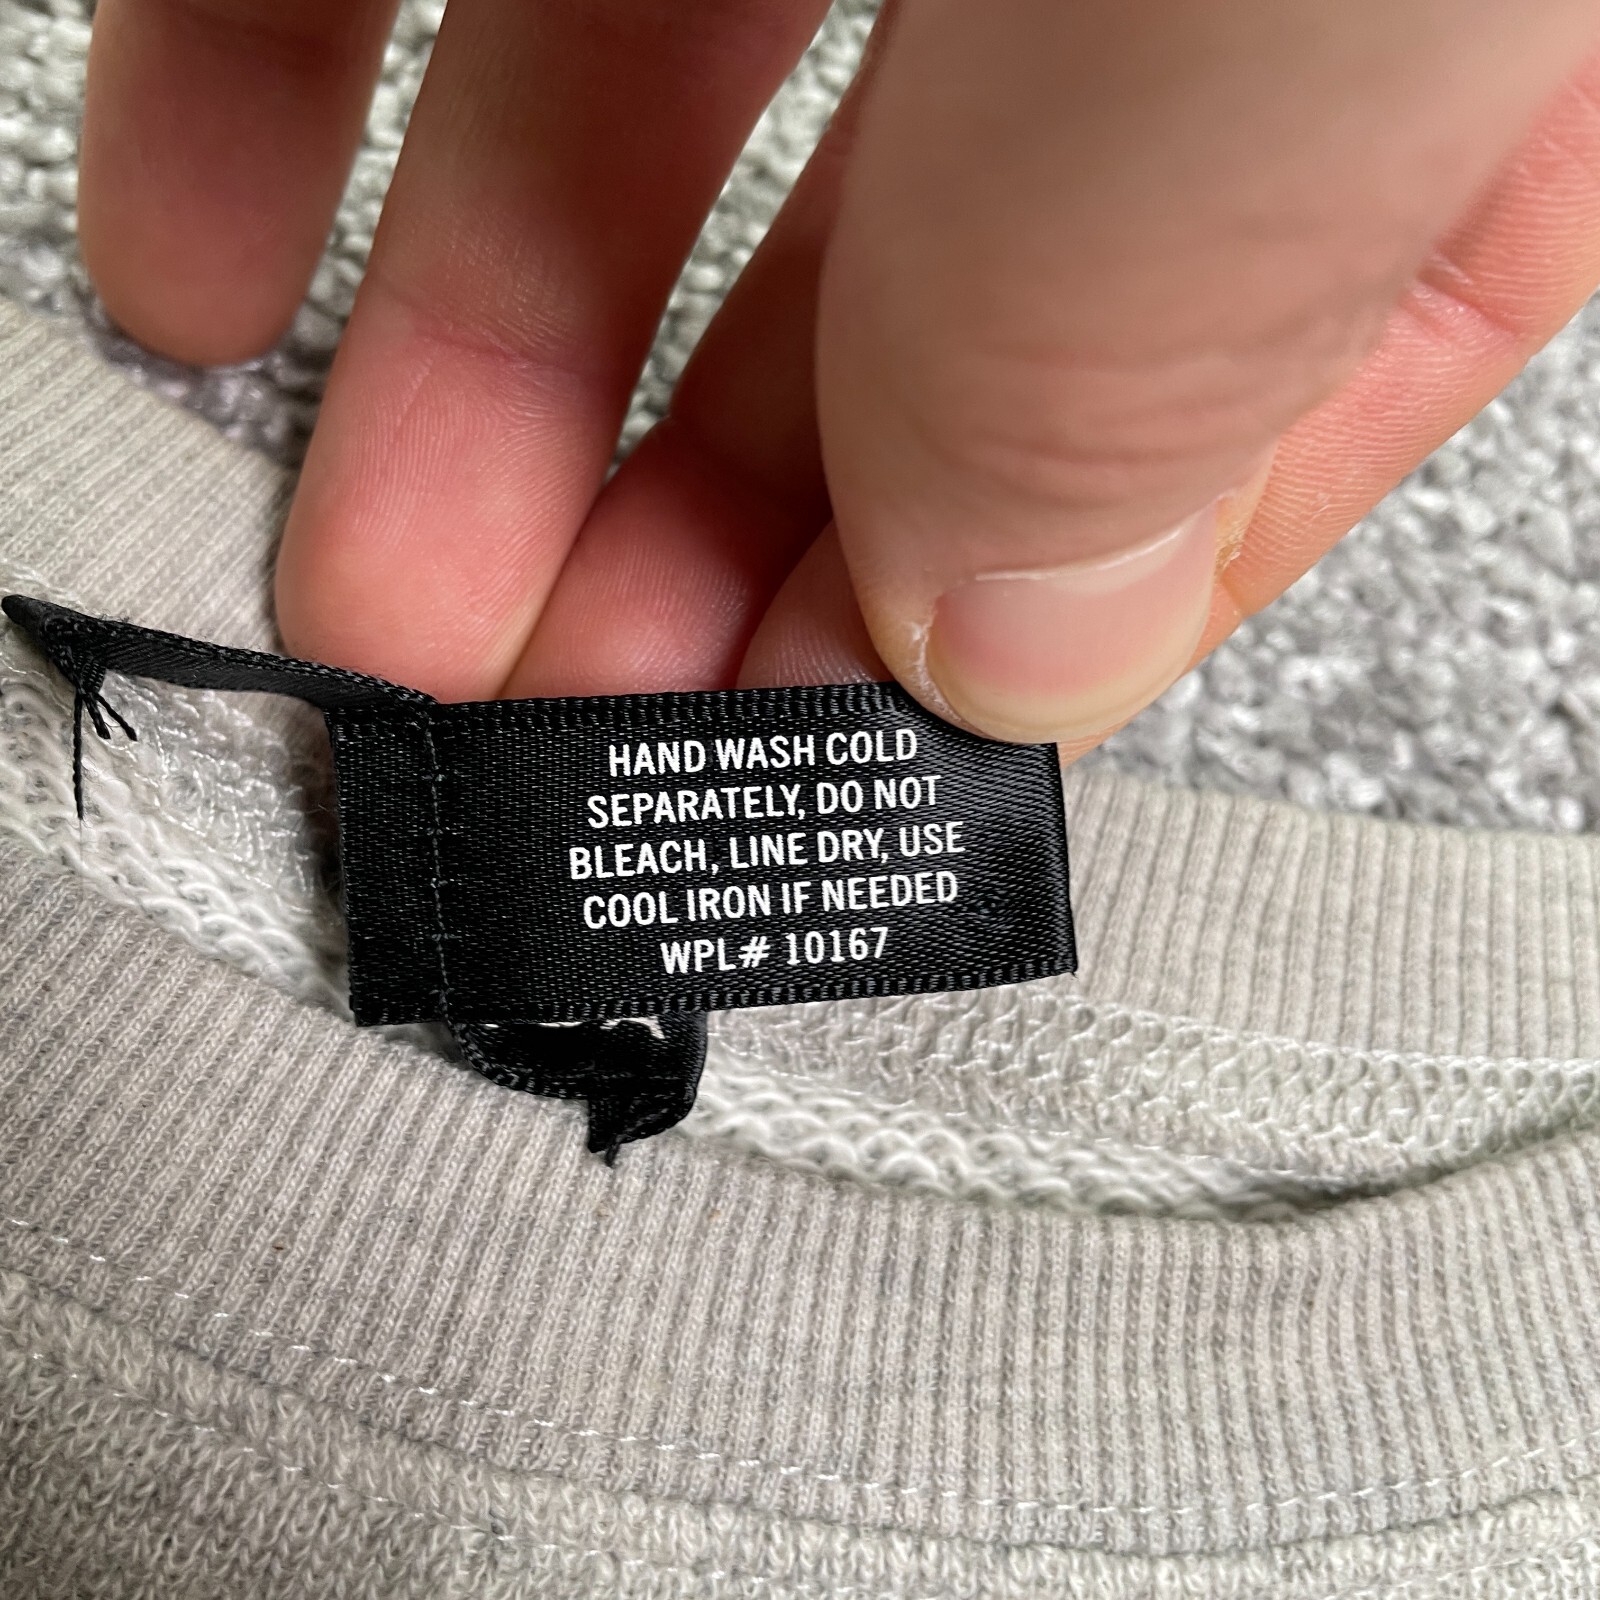 HAND WASH COLD
SEPARATELY, DO NOT
BLEACH, LINE DRY, USE
COOL IRON IF NEEDED
WPL# 10167